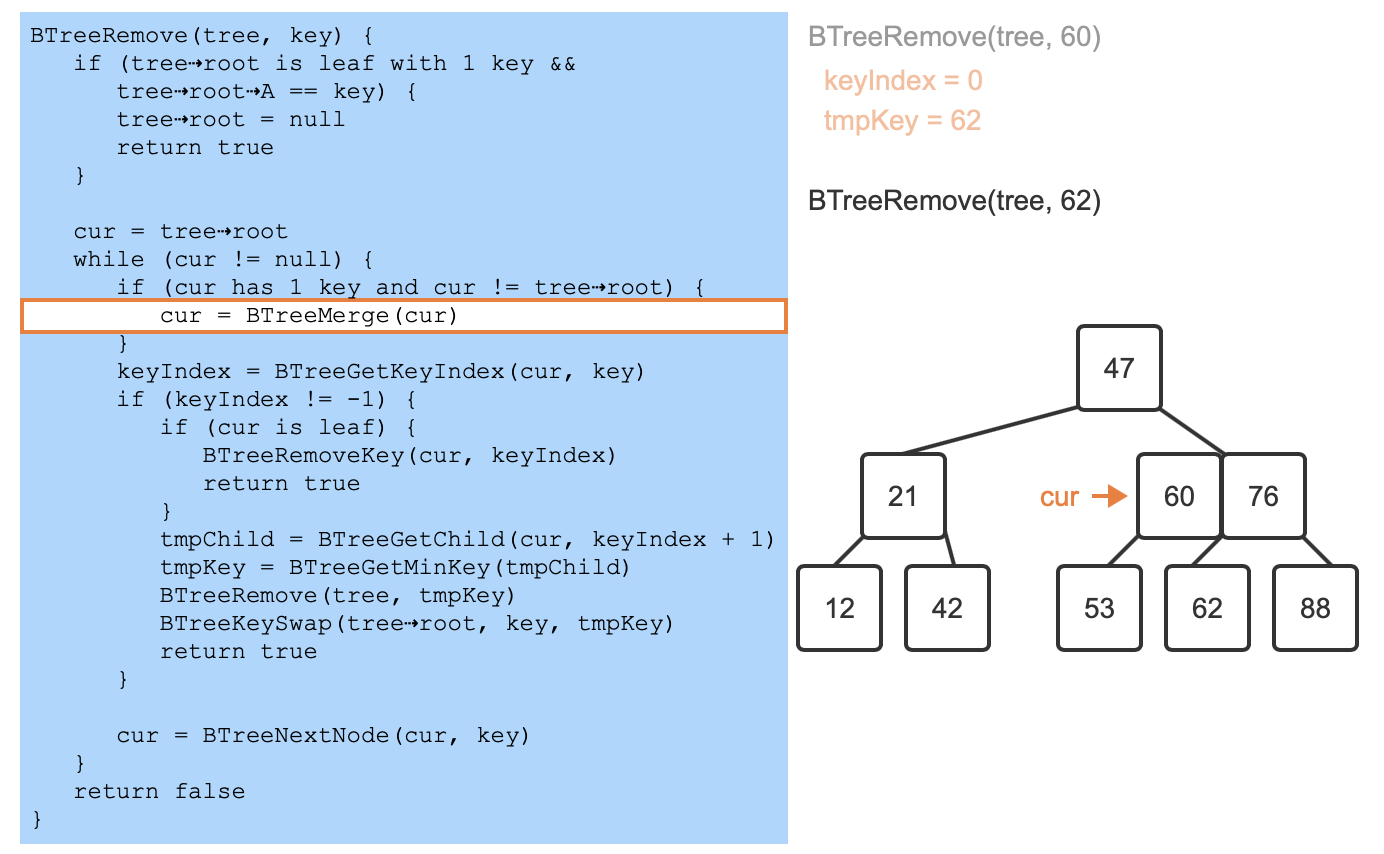 BTreeRemove(tree, key) {
   if (tree⇢root is leaf with 1 key &&
      tree⇢root⇢A == key) {
      tree⇢root = null
      return true
   }
   cur = tree⇢root
   while (cur != null) {
      if (cur has 1 key and cur != tree⇢root) {
         cur = BTreeMerge(cur)
      }
      keyIndex = BTreeGetKeyIndex(cur, key)
      if (keyIndex != -1) {
         if (cur is leaf) {
            BTreeRemoveKey(cur, keyIndex)
            return true
         }
         tmpChild = BTreeGetChild(cur, keyIndex + 1)
         tmpKey = BTreeGetMinKey(tmpChild)
         BTreeRemove(tree, tmpKey)
         BTreeKeySwap(tree⇢root, key, tmpKey)
         return true
      }
      cur = BTreeNextNode(cur, key)
   }
   return false
}
BTreeRemove(tree, 60)
keyIndex = 0
tmpKey = 62
BTreeRemove(tree, 62)
47
21 cur 60 76
12 42 53 62 88